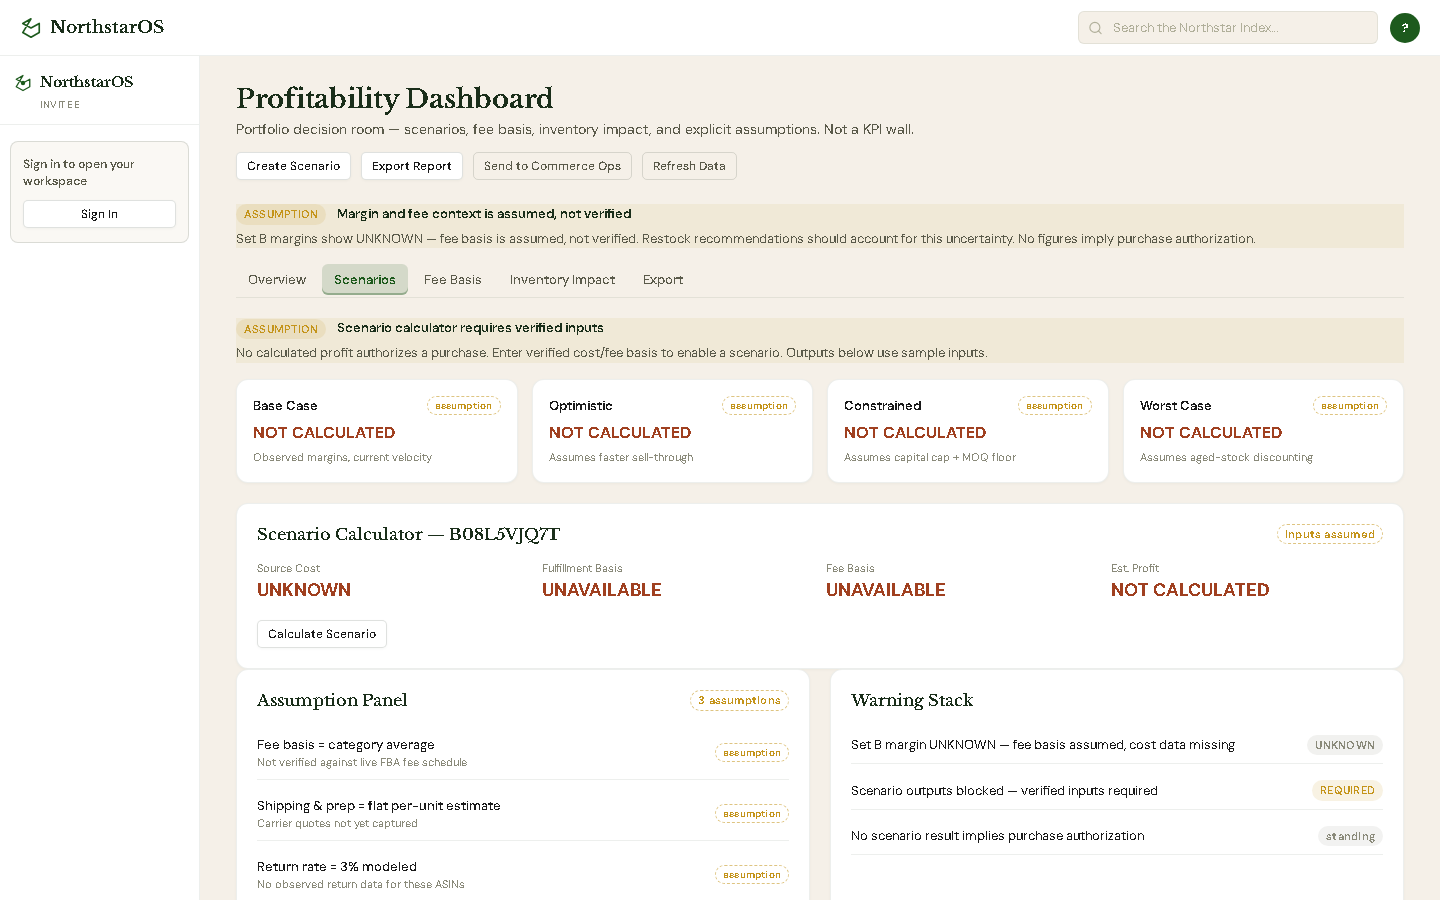 NorthstarOS
Search the Northstar Index...
?
NorthstarOS
INVITEE
Sign in to open your
workspace
Sign In
Profitability Dashboard
Portfolio decision room — scenarios, fee basis, inventory impact, and explicit assumptions. Not a KPI wall.
Create Scenario
Export Report
Send to Commerce Ops
Refresh Data
ASSUMPTION Margin and fee context is assumed, not verified
Set B margins show UNKNOWN — fee basis is assumed, not verified. Restock recommendations should account for this uncertainty. No figures imply purchase authorization.
Overview
Scenarios
Fee Basis
Inventory Impact
Export
ASSUMPTION Scenario calculator requires verified inputs
No calculated profit authorizes a purchase. Enter verified cost/fee basis to enable a scenario. Outputs below use sample inputs.
Base Case
assumption
NOT CALCULATED
Observed margins, current velocity
Optimistic
assumption
NOT CALCULATED
Assumes faster sell-through
Constrained
assumption
NOT CALCULATED
Assumes capital cap + MOQ floor
Worst Case
assumption
NOT CALCULATED
Assumes aged-stock discounting
Scenario Calculator — B08L5VJQ7T
Inputs assumed
Source Cost
UNKNOWN
Fulfillment Basis
UNAVAILABLE
Fee Basis
UNAVAILABLE
Est. Profit
NOT CALCULATED
Calculate Scenario
Assumption Panel
3 assumptions
Fee basis = category average
Not verified against live FBA fee schedule
assumption
Shipping & prep = flat per-unit estimate
Carrier quotes not yet captured
assumption
Return rate = 3% modeled
No observed return data for these ASINs
assumption
Warning Stack
Set B margin UNKNOWN — fee basis assumed, cost data missing
UNKNOWN
Scenario outputs blocked — verified inputs required
REQUIRED
No scenario result implies purchase authorization
standing